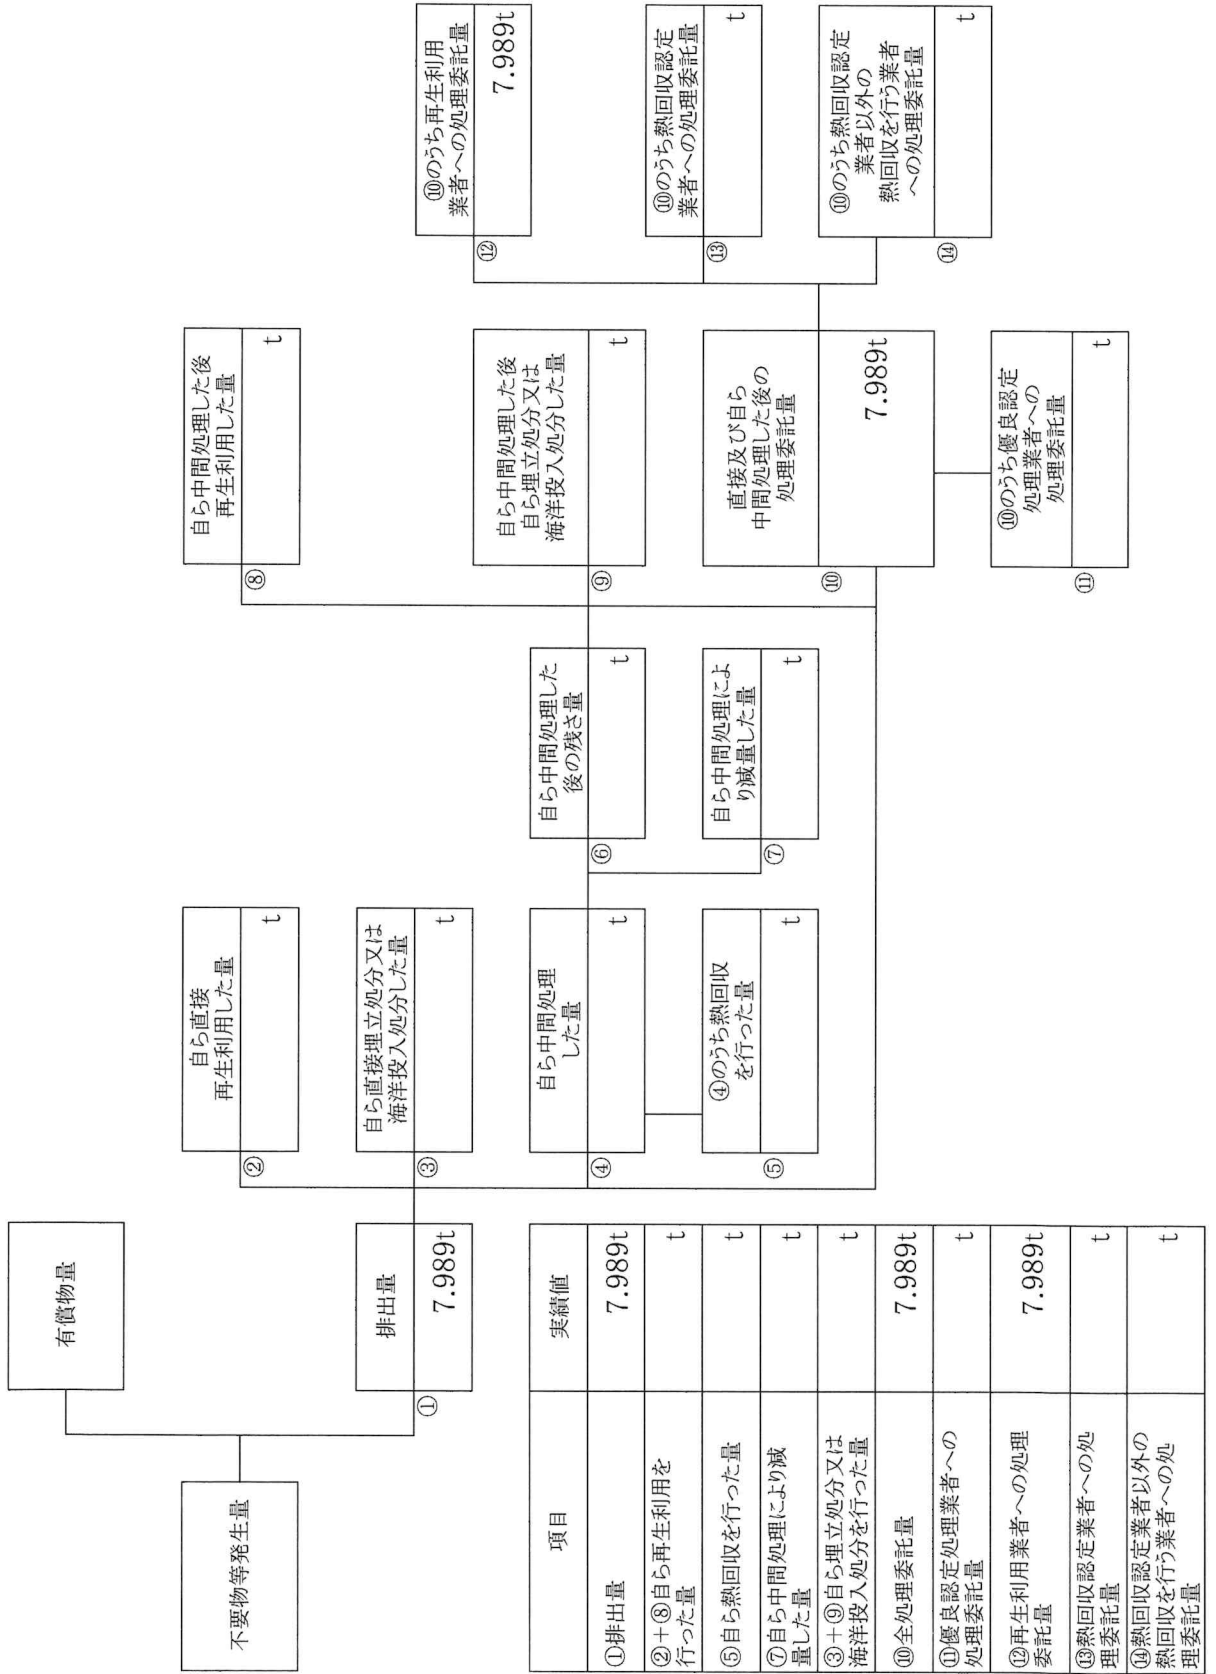 不要物等発生量
有償物量
排出量
①
7.989t
自ら直接
再生利用した量
②
t
自ら直接埋立処分又は
海洋投入処分した量
③
t
自ら中間処理
した量
④
t
④のうち熱回収
を行った量
⑤
t
自ら中間処理した
後の残さ量
⑥
t
自ら中間処理によ
り減量した量
⑦
t
自ら中間処理した後
再生利用した量
⑧
t
自ら中間処理した後
自ら埋立処分又は
海洋投入処分した量
⑨
t
直接及び自ら
中間処理した後の
処理委託量
⑩
7.989t
⑩のうち優良認定
処理業者への
処理委託量
⑪
t
⑩のうち再生利用
業者への処理委託量
⑫
7.989t
⑩のうち熱回収認定
業者への処理委託量
⑬
t
⑩のうち熱回収認定
業者以外の
熱回収を行う業者
への処理委託量
⑭
t
項目 実績値
①排出量 7.989t
②+⑧自ら再生利用を
行った量
t
⑤自ら熱回収を行った量 t
⑦自ら中間処理により減
量した量
t
③+⑨自ら埋立処分又は
海洋投入処分を行った量
t
⑩全処理委託量 7.989t
⑪優良認定処理業者への
処理委託量
t
⑫再生利用業者への処理
委託量
7.989t
⑬熱回収認定業者への処
理委託量
t
⑭熱回収認定業者以外の
熱回収を行う業者への処
理委託量
t